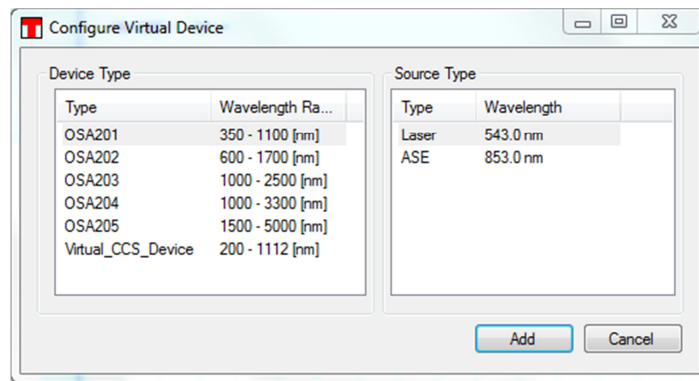 Configure Virtual Device
Device Type
Type Wavelength Ra...
OSA201 350 - 1100 [nm]
OSA202 600 - 1700 [nm]
OSA203 1000 - 2500 [nm]
OSA204 1000 - 3300 [nm]
OSA205 1500 - 5000 [nm]
Virtual_CCS_Device 200 - 1112 [nm]
Source Type
Type Wavelength
Laser 543.0 nm
ASE 853.0 nm
Add Cancel